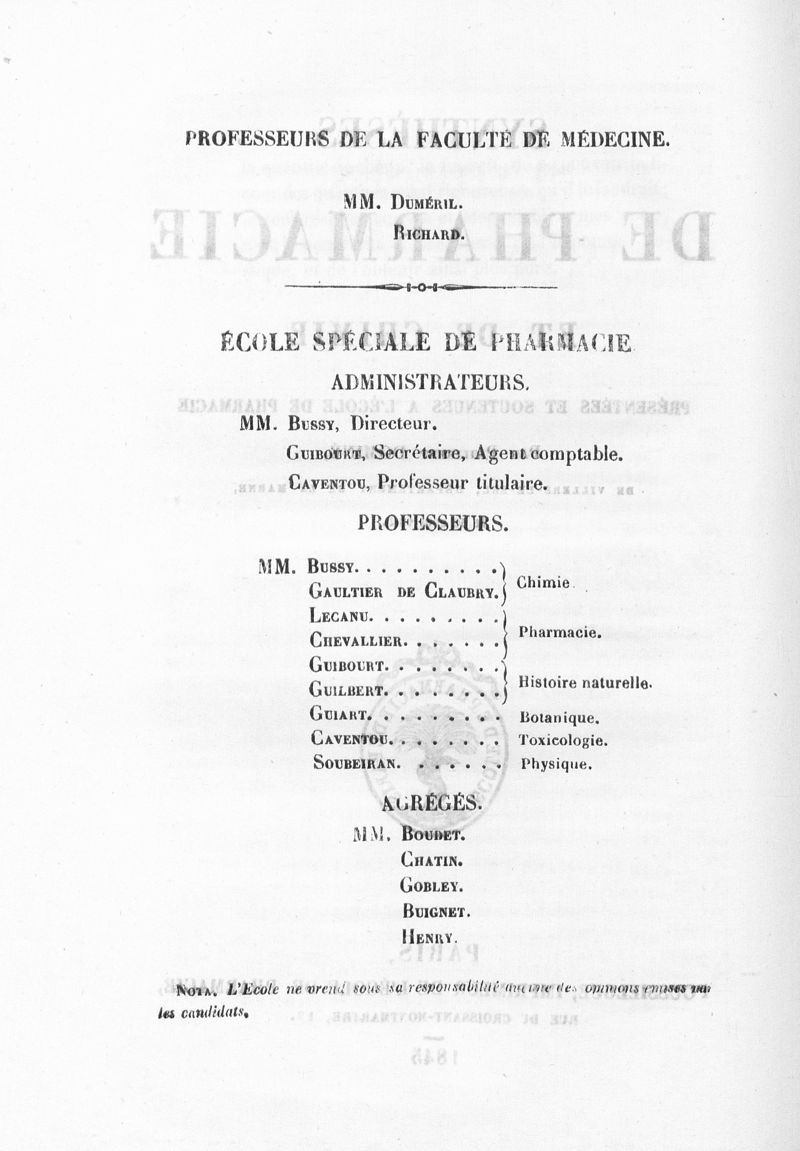 PROFESSEURS DE LA FACULTÉ DE MÉDECINE.
MM. DUMÉRIL.
RICHARD.
ÉCOLE SPÉCIALE DE PHARMACIE
ADMINISTRATEURS.
MM. BUSSY, Directeur.
GUIBOURT, Secrétaire, Agent comptable.
CAVENTOU, Professeur titulaire.
PROFESSEURS.
MM. BUSSY. . . . . . . . . . .
GAULTIER DE CLAUBRY. } Chimie.
LECANU. . . . . . . . . .
CHEVALLIER. . . . . . . . } Pharmacie.
GUIBOURT. . . . . . . . .
GUILBERT. . . . . . . . . } Histoire naturelle.
GUIART. . . . . . . . . . Botanique.
CAVENTOU. . . . . . . . . Toxicologie.
SOUBEIRAN. . . . . . . Physique.
AGRÉGÉS.
MM. BOUDET.
CHATIN.
GOBLEY.
BUIGNET.
HENRY.
NOTA. L'Ecole ne prend sous sa responsabilité aucune des opinions émises par
les candidats.